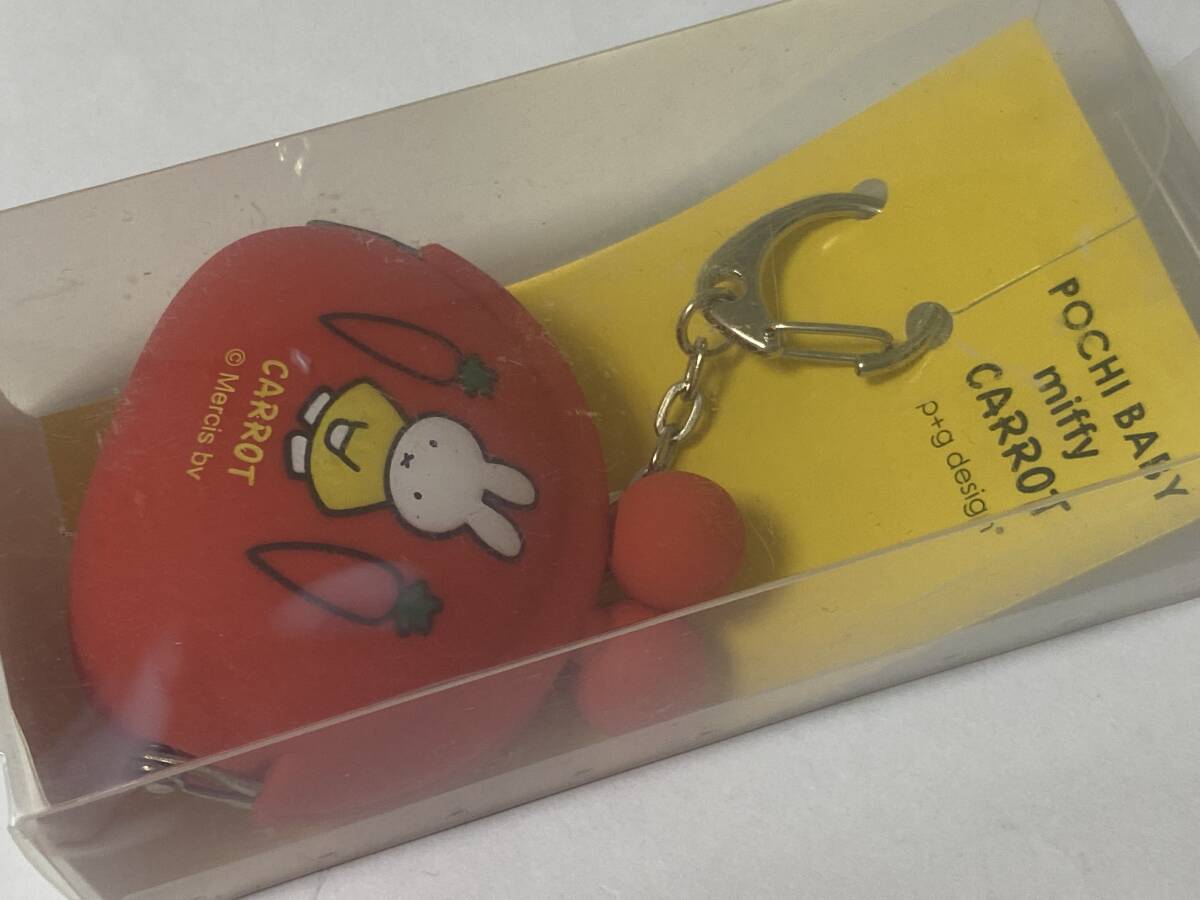 POCHI BABY
miffy
CARROT
p+g design
CARROT
© Mercis bv